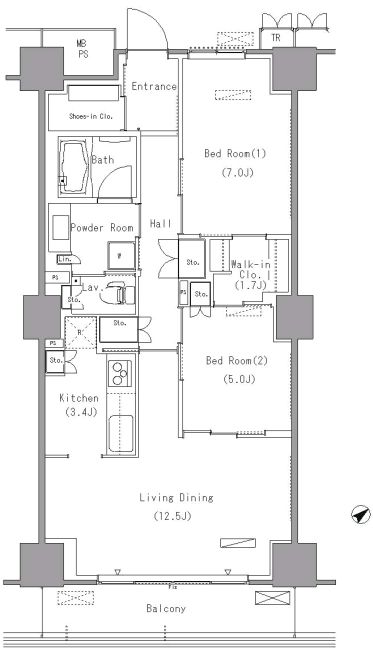 MB
PS
TR
Entrance
Shoes-in Clo.
Bed Room(1)
(7.0J)
Bath
Powder Room
Hall
Lin.
W
Sto.
Walk-in
Clo.
(1.7J)
PS
Lav.
Sto.
PS
Sto.
Sto.
R
PS
Sto.
Bed Room(2)
(5.0J)
Kitchen
(3.4J)
Living Dining
(12.5J)
Fix
Balcony